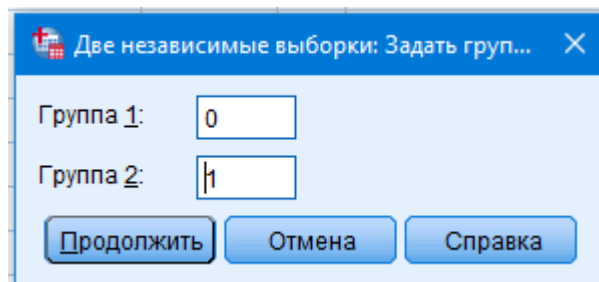 Две независимые выборки: Задать груп...
Группа 1: 0
Группа 2: 1
Продолжить Отмена Справка